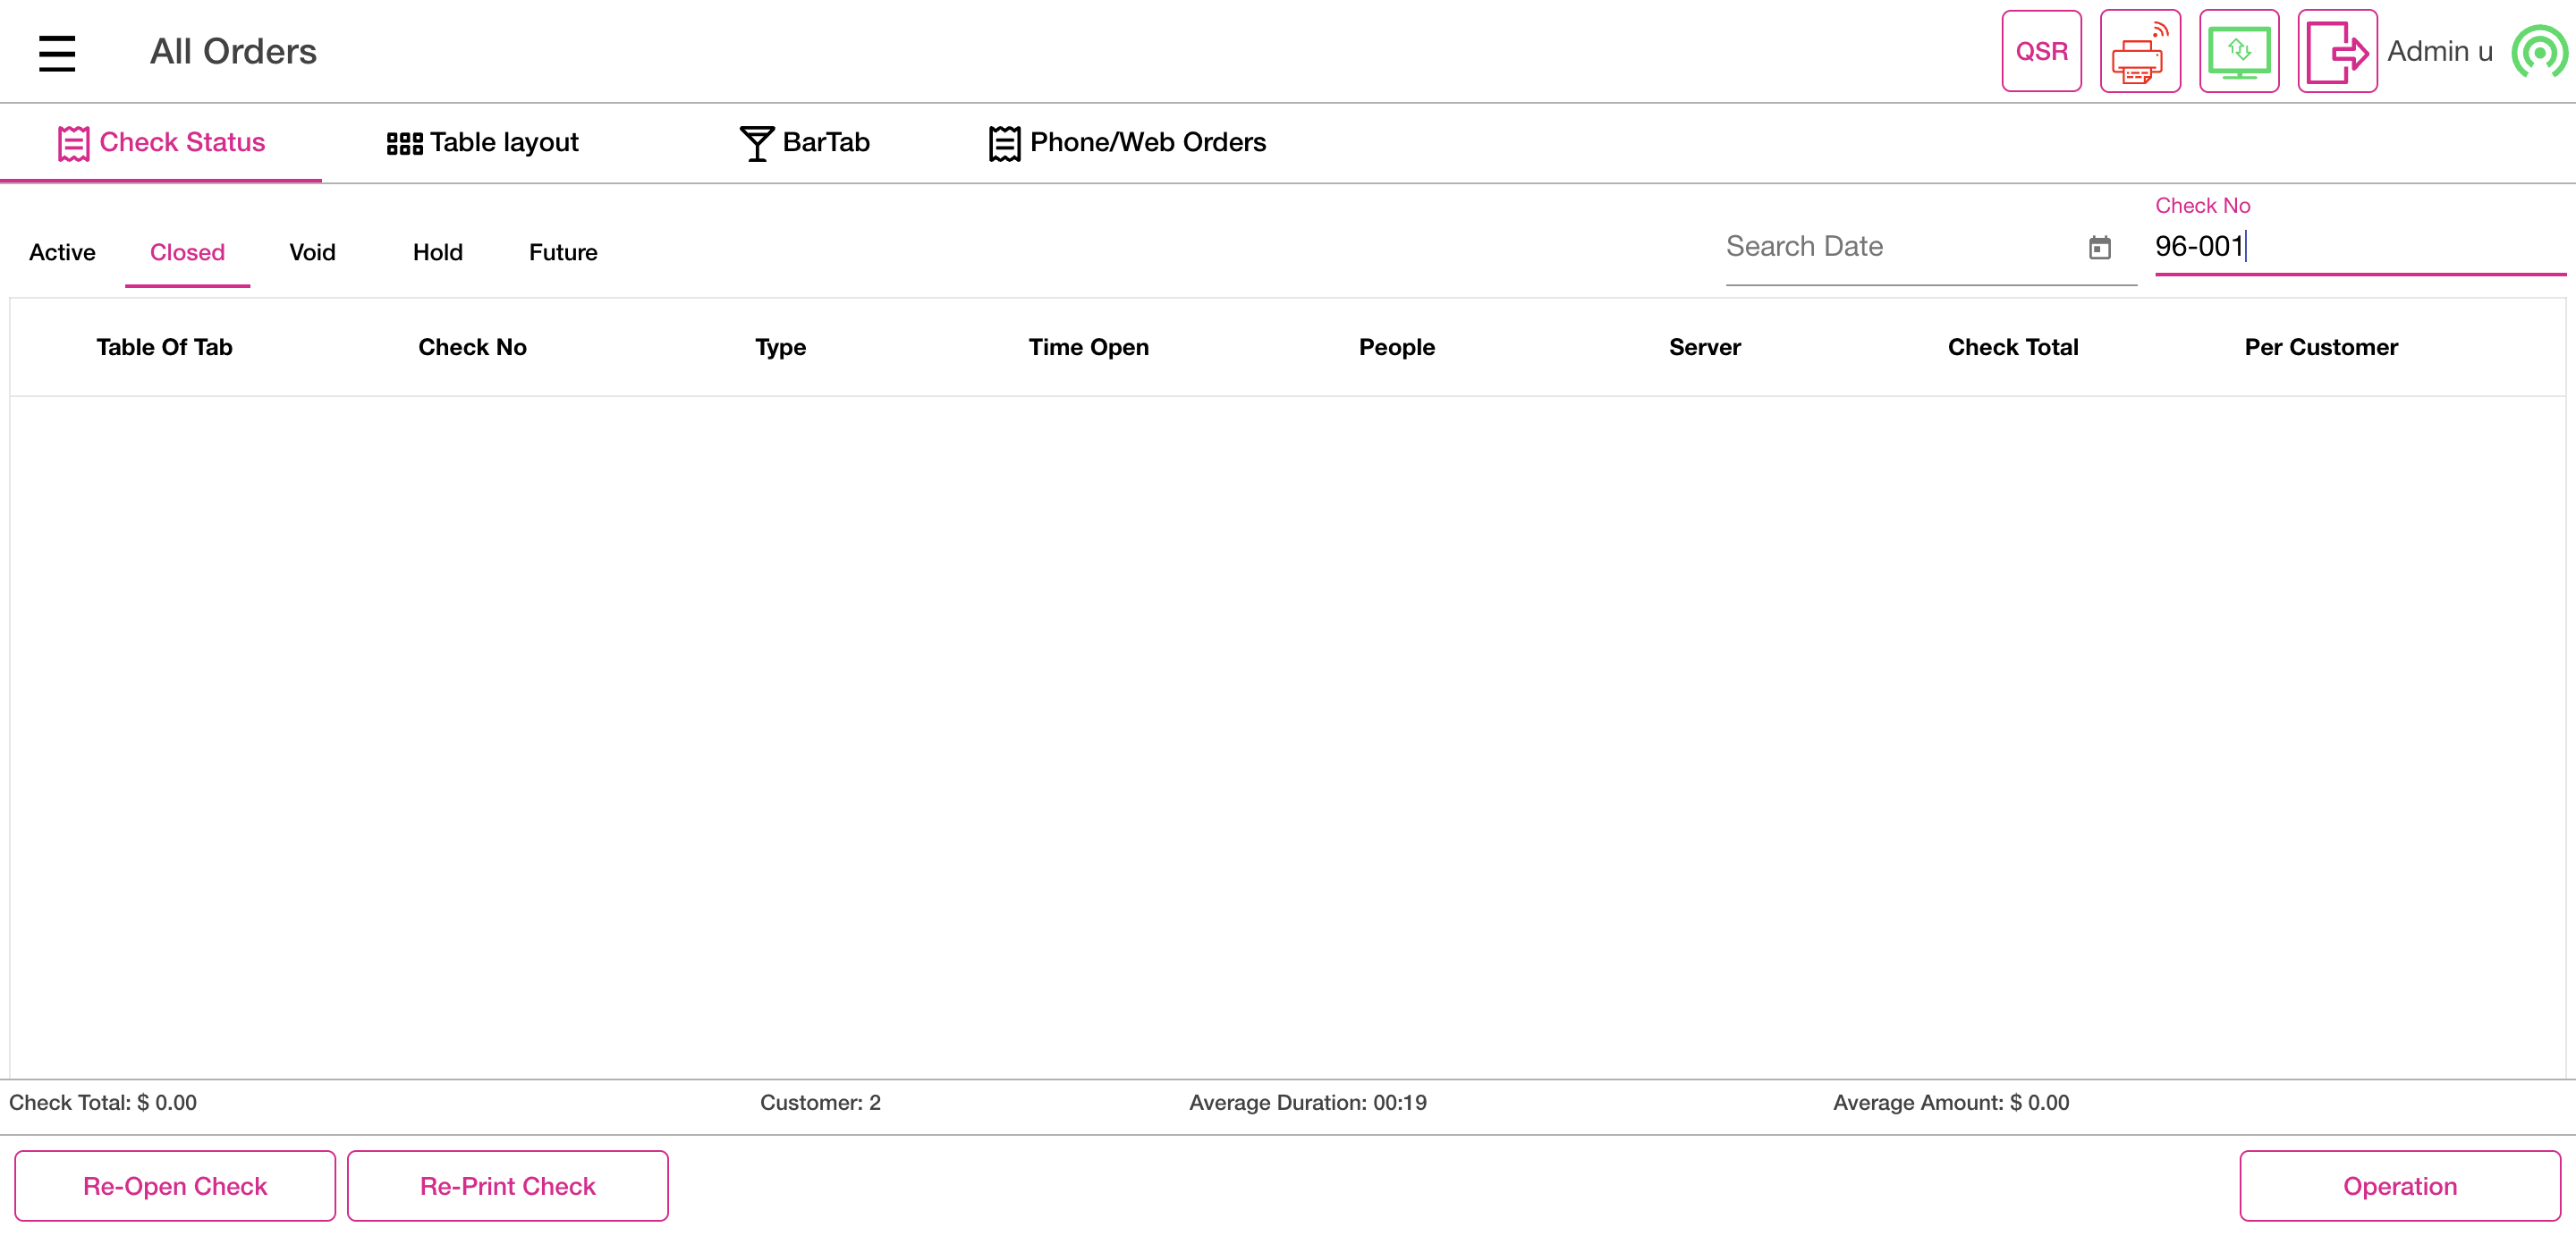 All Orders
QSR
Admin u
Check Status
Table layout
BarTab
Phone/Web Orders
Active
Closed
Void
Hold
Future
Search Date
Check No
96-001
Table Of Tab
Check No
Type
Time Open
People
Server
Check Total
Per Customer
Check Total: $ 0.00
Customer: 2
Average Duration: 00:19
Average Amount: $ 0.00
Re-Open Check
Re-Print Check
Operation